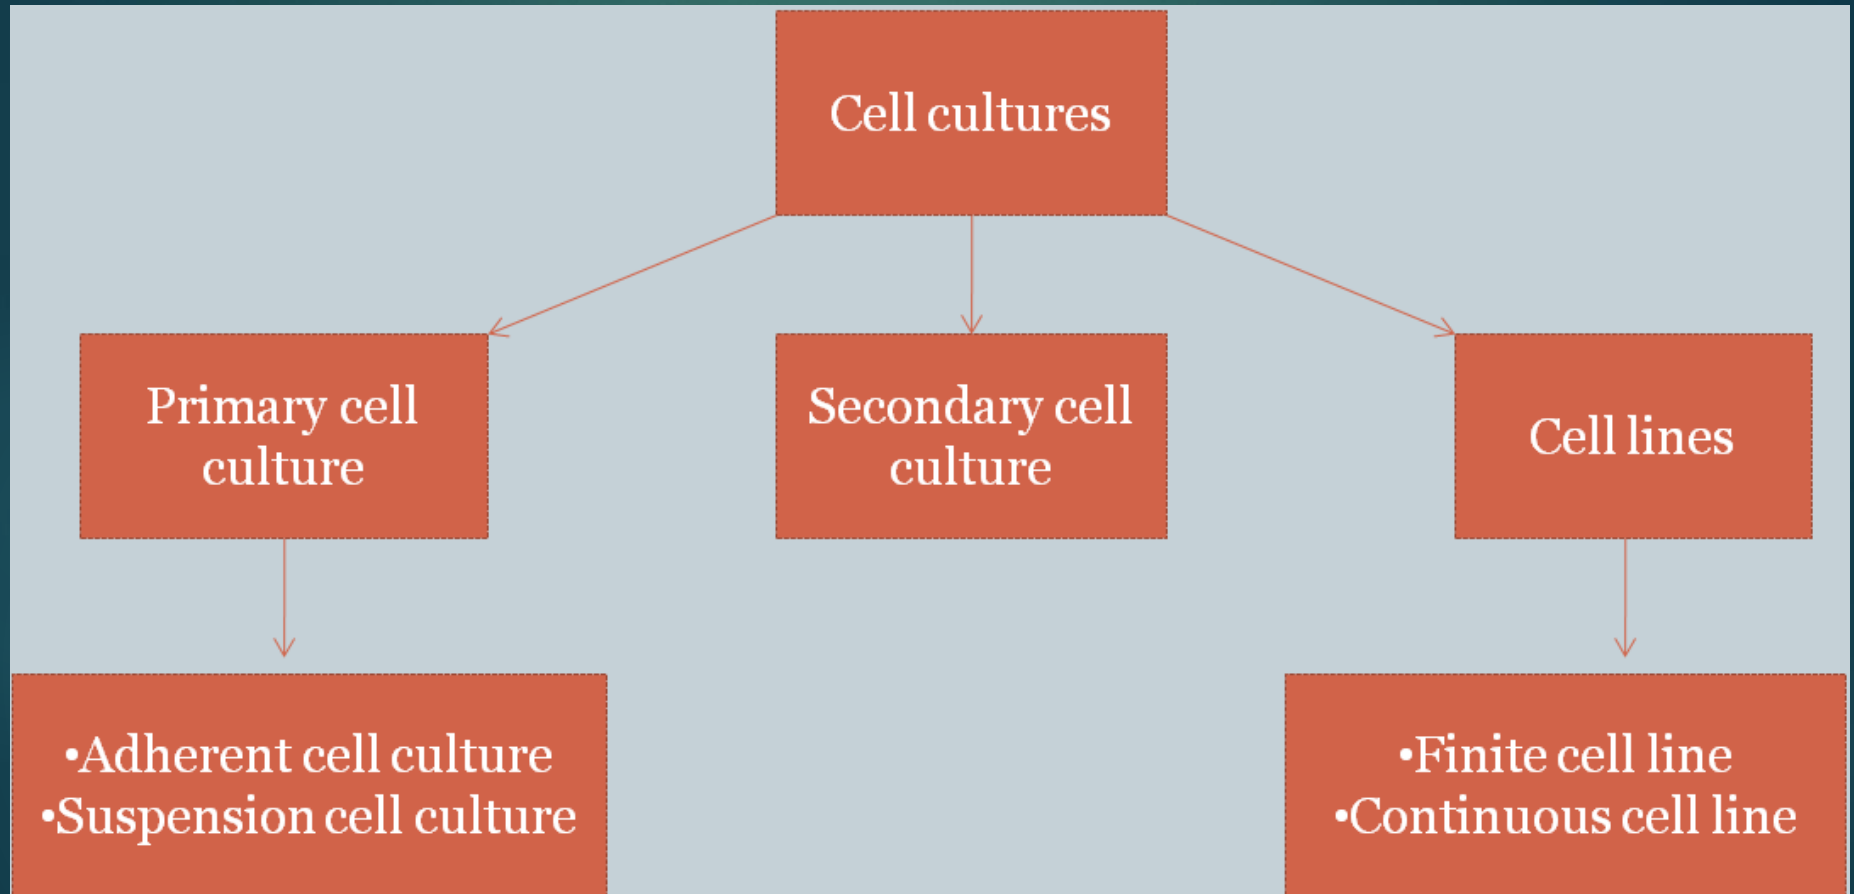 Cell cultures
Primary cell
culture
Secondary cell
culture
Cell lines
•Adherent cell culture
•Suspension cell culture
•Finite cell line
•Continuous cell line